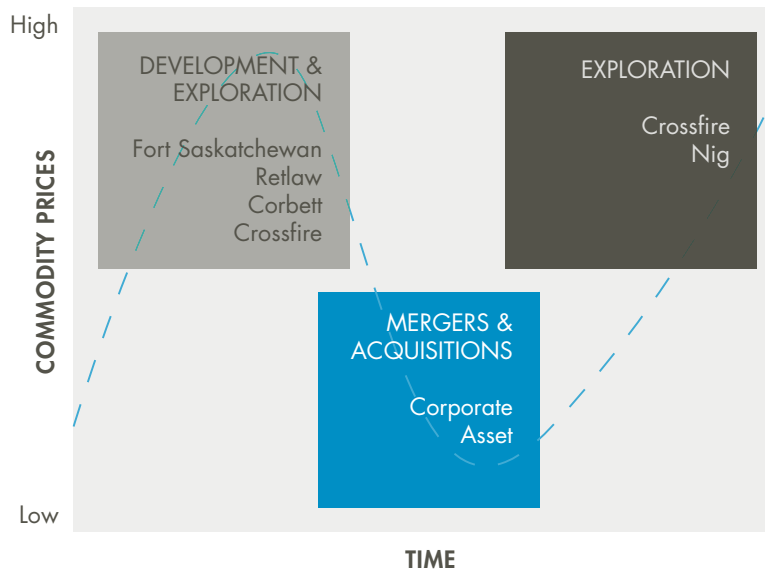 High
DEVELOPMENT &
EXPLORATION
Fort Saskatchewan
Retlaw
Corbett
Crossfire
EXPLORATION
Crossfire
Nig
COMMODITY PRICES
MERGERS &
ACQUISITIONS
Corporate
Asset
Low
TIME